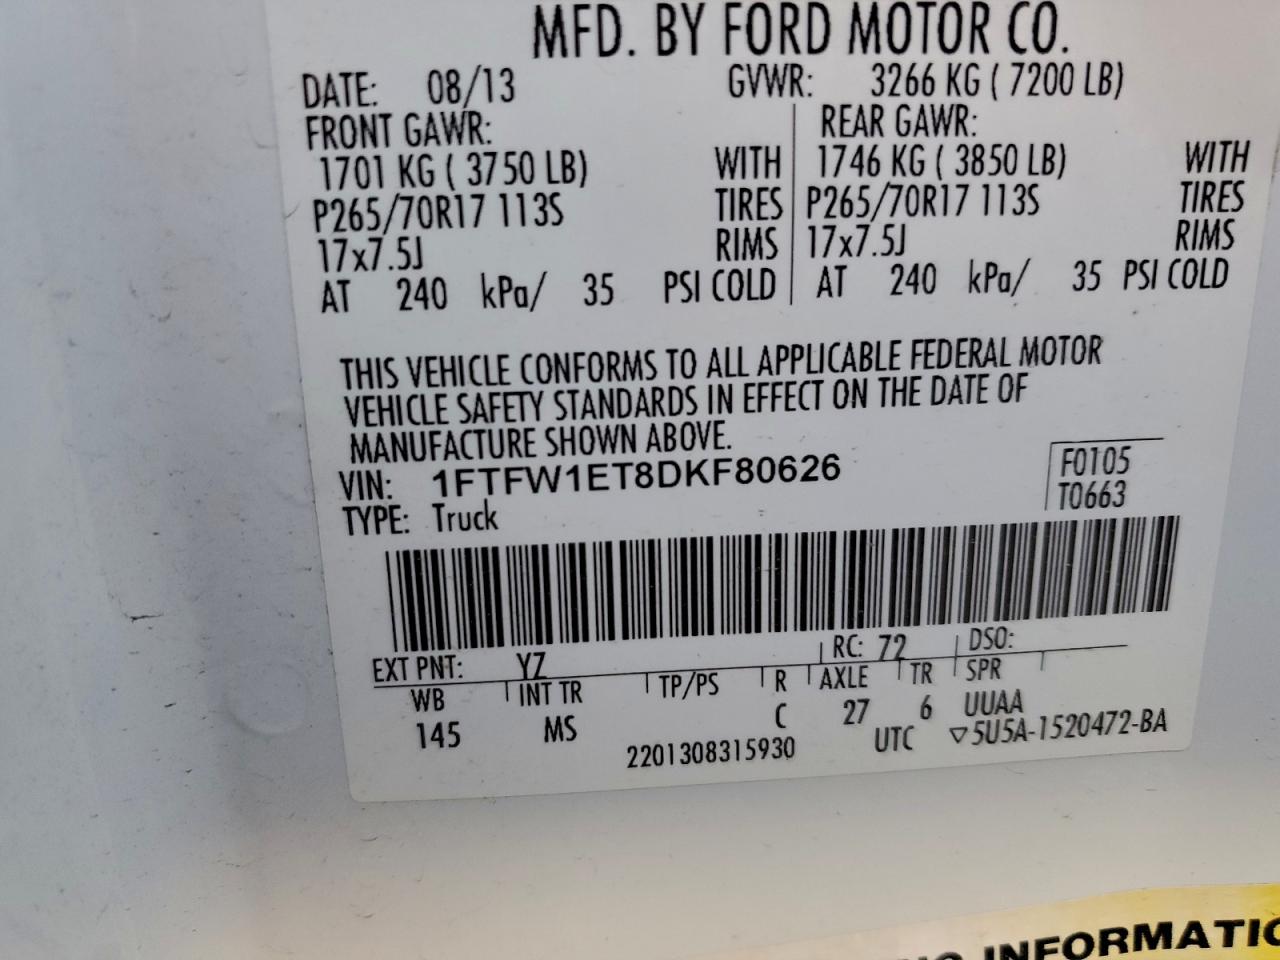 MFD. BY FORD MOTOR CO.
DATE: 08/13 GVWR: 3266 KG ( 7200 LB)
FRONT GAWR: REAR GAWR:
1701 KG ( 3750 LB) WITH 1746 KG ( 3850 LB) WITH
P265/70R17 113S TIRES P265/70R17 113S TIRES
17x7.5J RIMS 17x7.5J RIMS
AT 240 kPa/ 35 PSI COLD AT 240 kPa/ 35 PSI COLD
THIS VEHICLE CONFORMS TO ALL APPLICABLE FEDERAL MOTOR
VEHICLE SAFETY STANDARDS IN EFFECT ON THE DATE OF
MANUFACTURE SHOWN ABOVE.
VIN: 1FTFW1ET8DKF80626 F0105
TYPE: Truck T0663
EXT PNT: YZ RC: 72 DSO:
WB INT TR TP/PS R AXLE TR SPR
145 MS C 27 6 UUAA
2201308315930 UTC ▽5U5A-1520472-BA
INFORMATIO